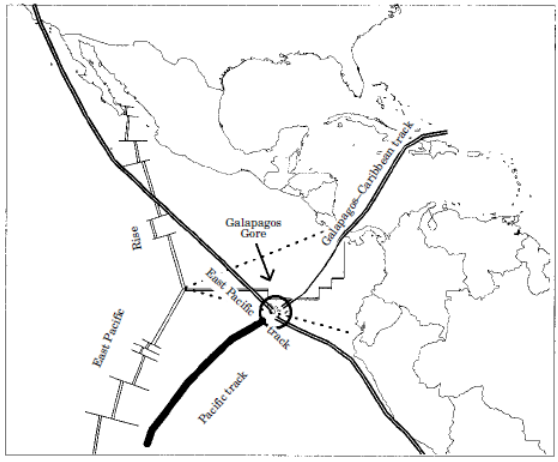 Galapagos–Caribbean track
Galapagos
Gore
Rise
East Pacific
track
East Pacific
Pacific track